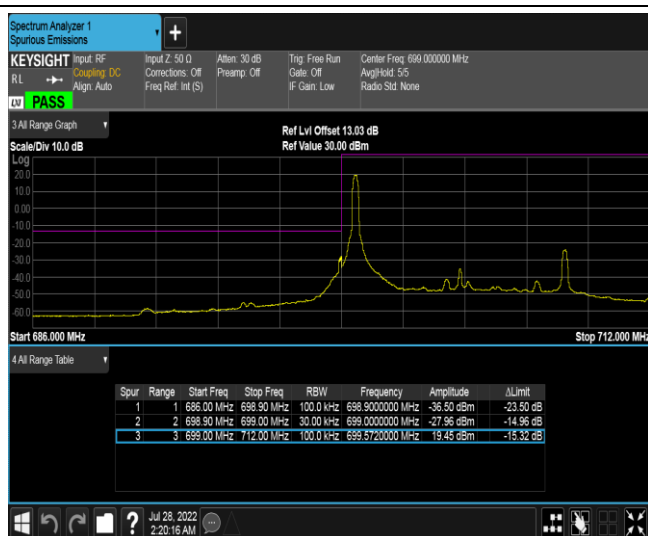 Spectrum Analyzer 1
Spurious Emissions
+
KEYSIGHT Input: RF Input Z: 50 Ω Atten: 30 dB Trig: Free Run Center Freq: 699.000000 MHz
RL Coupling: DC Corrections: Off Preamp: Off Gate: Off Avg|Hold: 5/5
Align: Auto Freq Ref: Int (S) IF Gain: Low Radio Std: None
LXI PASS
3 All Range Graph
Ref Lvl Offset 13.03 dB
Scale/Div 10.0 dB Ref Value 30.00 dBm
Log
20.0
10.0
0.00
-10.0
-20.0
-30.0
-40.0
-50.0
-60.0
Start 686.000 MHz Stop 712.000 MHz
4 All Range Table
Spur Range Start Freq Stop Freq RBW Frequency Amplitude ΔLimit
1 1 686.00 MHz 698.90 MHz 100.0 kHz 698.9000000 MHz -36.50 dBm -23.50 dB
2 2 698.90 MHz 699.00 MHz 30.00 kHz 699.0000000 MHz -27.96 dBm -14.96 dB
3 3 699.00 MHz 712.00 MHz 100.0 kHz 699.5720000 MHz 19.45 dBm -15.32 dB
? Jul 28, 2022
2:20:16 AM